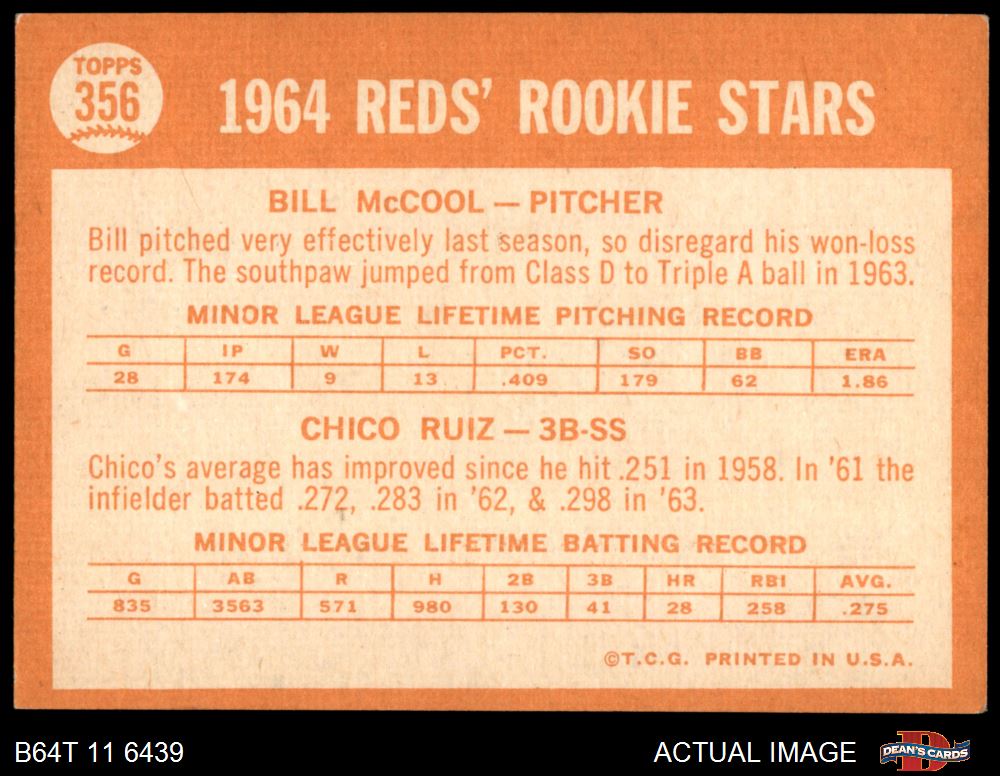 TOPPS
356
1964 REDS' ROOKIE STARS
BILL McCOOL — PITCHER
Bill pitched very effectively last season, so disregard his won-loss
record. The southpaw jumped from Class D to Triple A ball in 1963.
MINOR LEAGUE LIFETIME PITCHING RECORD
G IP W L PCT. SO BB ERA
28 174 9 13 .409 179 62 1.86
CHICO RUIZ — 3B-SS
Chico's average has improved since he hit .251 in 1958. In '61 the
infielder batted .272, .283 in '62, & .298 in '63.
MINOR LEAGUE LIFETIME BATTING RECORD
G AB R H 2B 3B HR RBI AVG.
835 3563 571 980 130 41 28 258 .275
©T.C.G. PRINTED IN U.S.A.
B64T 11 6439
ACTUAL IMAGE
D
DEAN'S CARDS